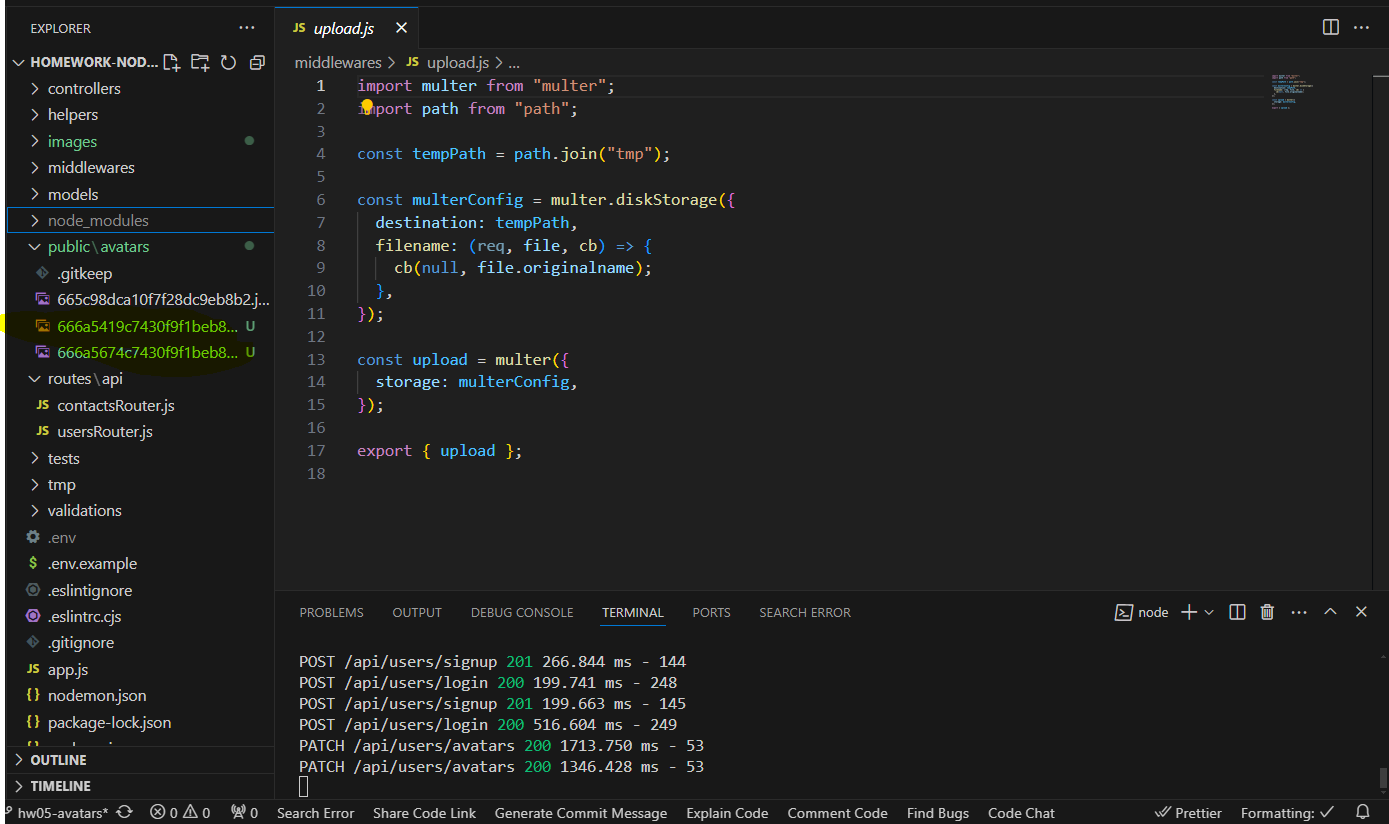 EXPLORER
HOMEWORK-NOD...
controllers
helpers
images
middlewares
models
node_modules
public\avatars
.gitkeep
665c98dca10f7f28dc9eb8b2.j...
666a5419c7430f9f1beb8... U
666a5674c7430f9f1beb8... U
routes\api
JS contactsRouter.js
JS usersRouter.js
tests
tmp
validations
.env
$ .env.example
.eslintignore
.eslintrc.cjs
.gitignore
JS app.js
{} nodemon.json
{} package-lock.json
OUTLINE
TIMELINE
JS upload.js
middlewares > JS upload.js > ...
1 import multer from "multer";
2 import path from "path";
3
4 const tempPath = path.join("tmp");
5
6 const multerConfig = multer.diskStorage({
7 destination: tempPath,
8 filename: (req, file, cb) => {
9 cb(null, file.originalname);
10 },
11 });
12
13 const upload = multer({
14 storage: multerConfig,
15 });
16
17 export { upload };
18
PROBLEMS OUTPUT DEBUG CONSOLE TERMINAL PORTS SEARCH ERROR node
POST /api/users/signup 201 266.844 ms - 144
POST /api/users/login 200 199.741 ms - 248
POST /api/users/signup 201 199.663 ms - 145
POST /api/users/login 200 516.604 ms - 249
PATCH /api/users/avatars 200 1713.750 ms - 53
PATCH /api/users/avatars 200 1346.428 ms - 53
hw05-avatars* 0 0 0 Search Error Share Code Link Generate Commit Message Explain Code Comment Code Find Bugs Code Chat Prettier Formatting: ✓